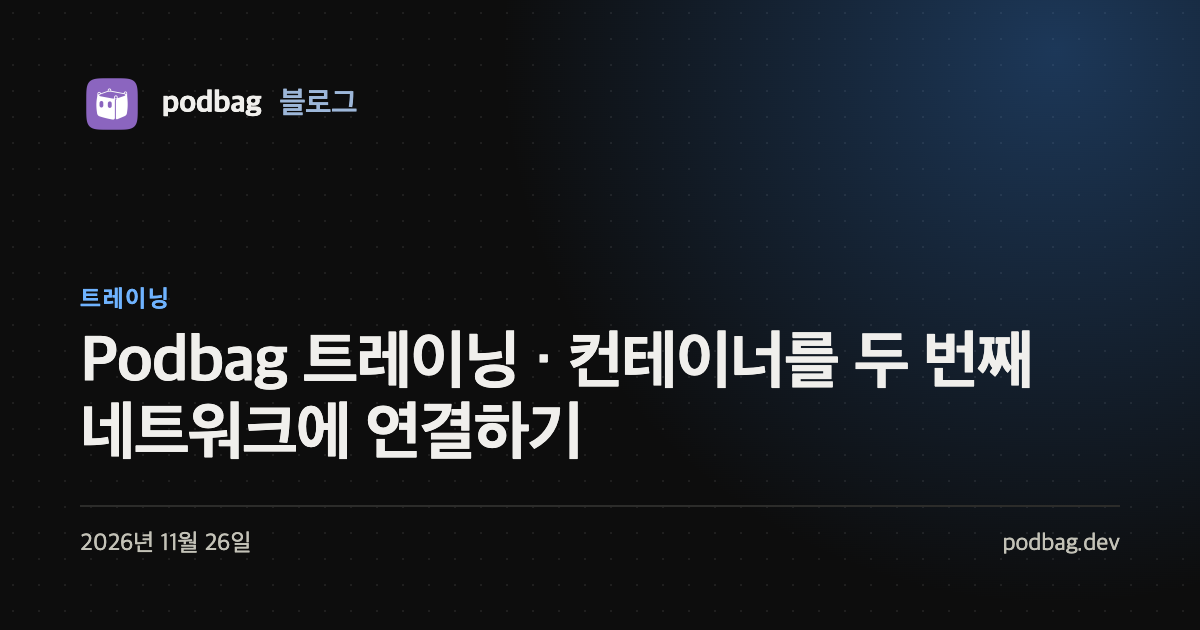 podbag 블로그
트레이닝
Podbag 트레이닝 · 컨테이너를 두 번째
네트워크에 연결하기
2026년 11월 26일
podbag.dev